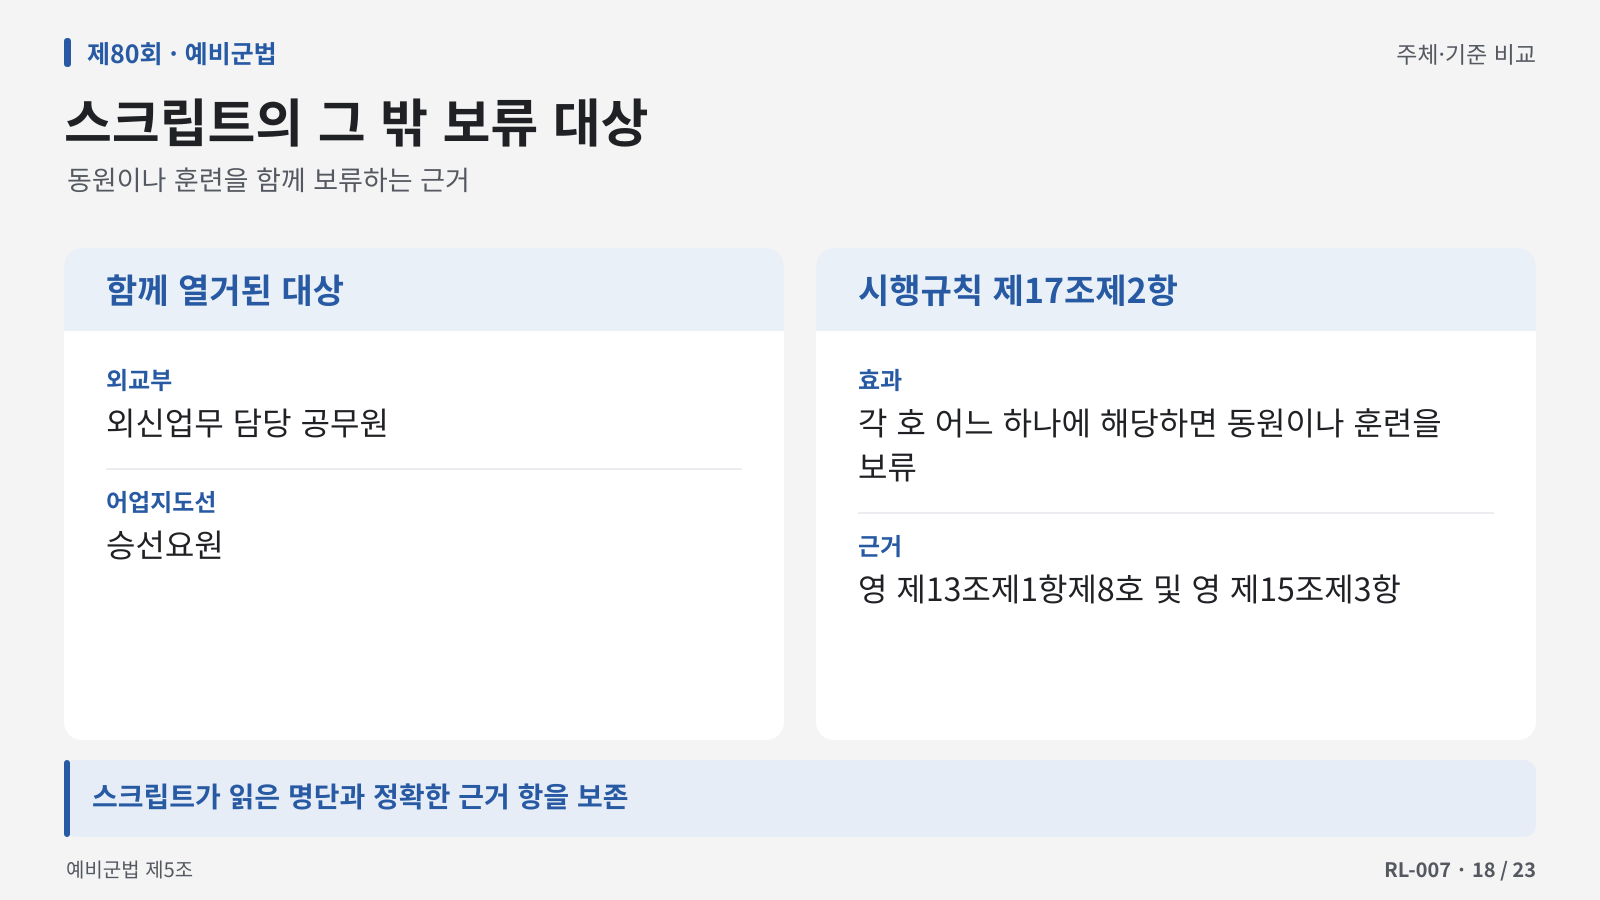 제80회 · 예비군법
주체·기준 비교
스크립트의 그 밖 보류 대상
동원이나 훈련을 함께 보류하는 근거
함께 열거된 대상
외교부
외신업무 담당 공무원
어업지도선
승선요원
시행규칙 제17조제2항
효과
각 호 어느 하나에 해당하면 동원이나 훈련을
보류
근거
영 제13조제1항제8호 및 영 제15조제3항
스크립트가 읽은 명단과 정확한 근거 항을 보존
예비군법 제5조
RL-007 · 18 / 23